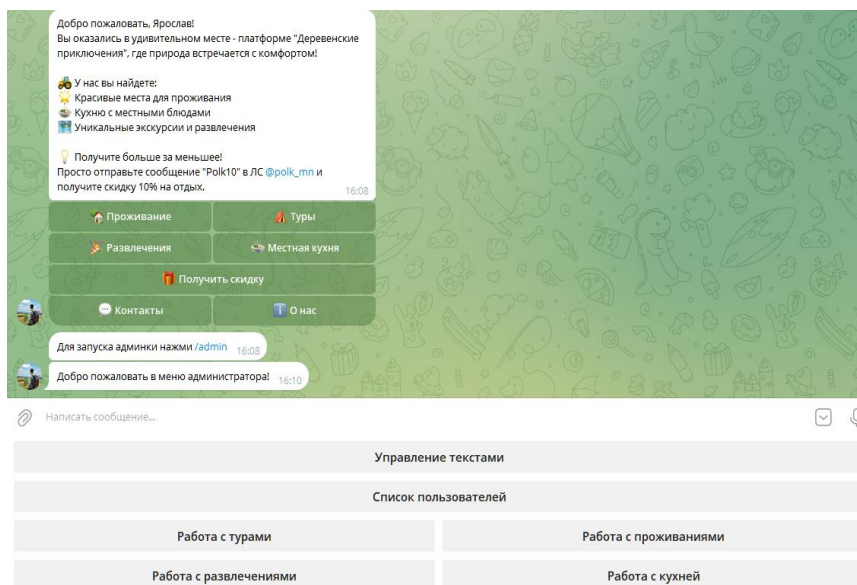 Добро пожаловать, Ярослав!
Вы оказались в удивительном месте - платформе "Деревенские
приключения", где природа встречается с комфортом!
🚜 У нас вы найдете:
🌟 Красивые места для проживания
🍲 Кухню с местными блюдами
🏞 Уникальные экскурсии и развлечения
💡 Получите больше за меньшее!
Просто отправьте сообщение "Polk10" в ЛС @polk_mn и
получите скидку 10% на отдых.
16:08
🏡 Проживание
⛺ Туры
🎉 Развлечения
🍲 Местная кухня
🎁 Получить скидку
💬 Контакты
ℹ️ О нас
Для запуска админки нажми /admin 16:08
Добро пожаловать в меню администратора! 16:10
Написать сообщение...
Управление текстами
Список пользователей
Работа с турами
Работа с проживаниями
Работа с развлечениями
Работа с кухней